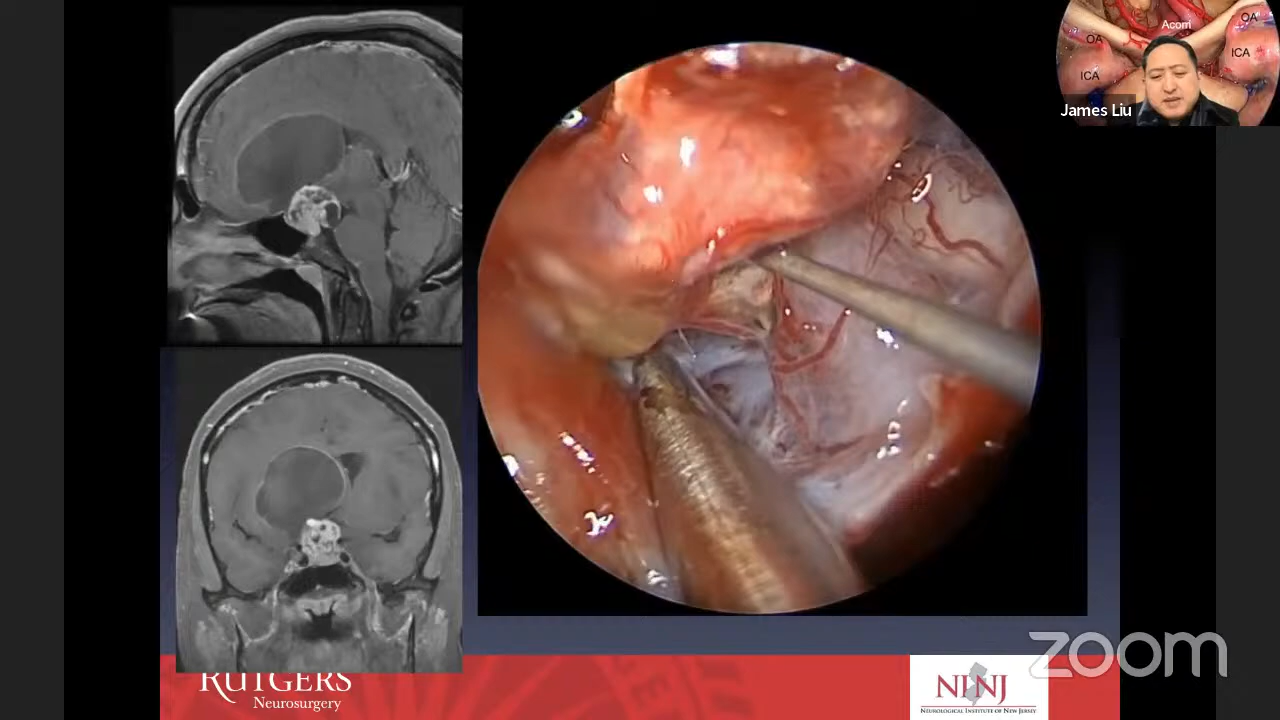 Acom
OA
OA
ICA
ICA
James Liu
zoom
RUTGERS
Neurosurgery
NINJ
NEUROLOGICAL INSTITUTE OF NEW JERSEY